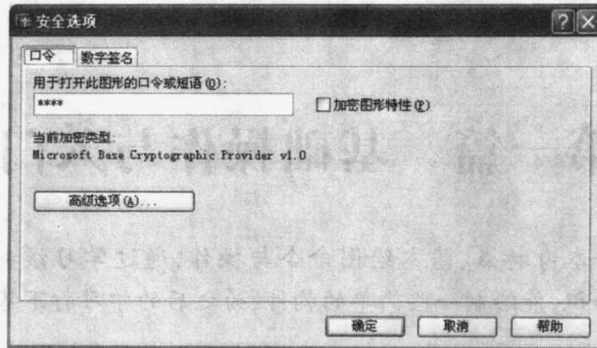 安全选项
口令 数字签名
用于打开此图形的口令或短语(O):
**** 加密图形特性(P)
当前加密类型:
Microsoft Base Cryptographic Provider v1.0
高级选项(A)...
确定 取消 帮助